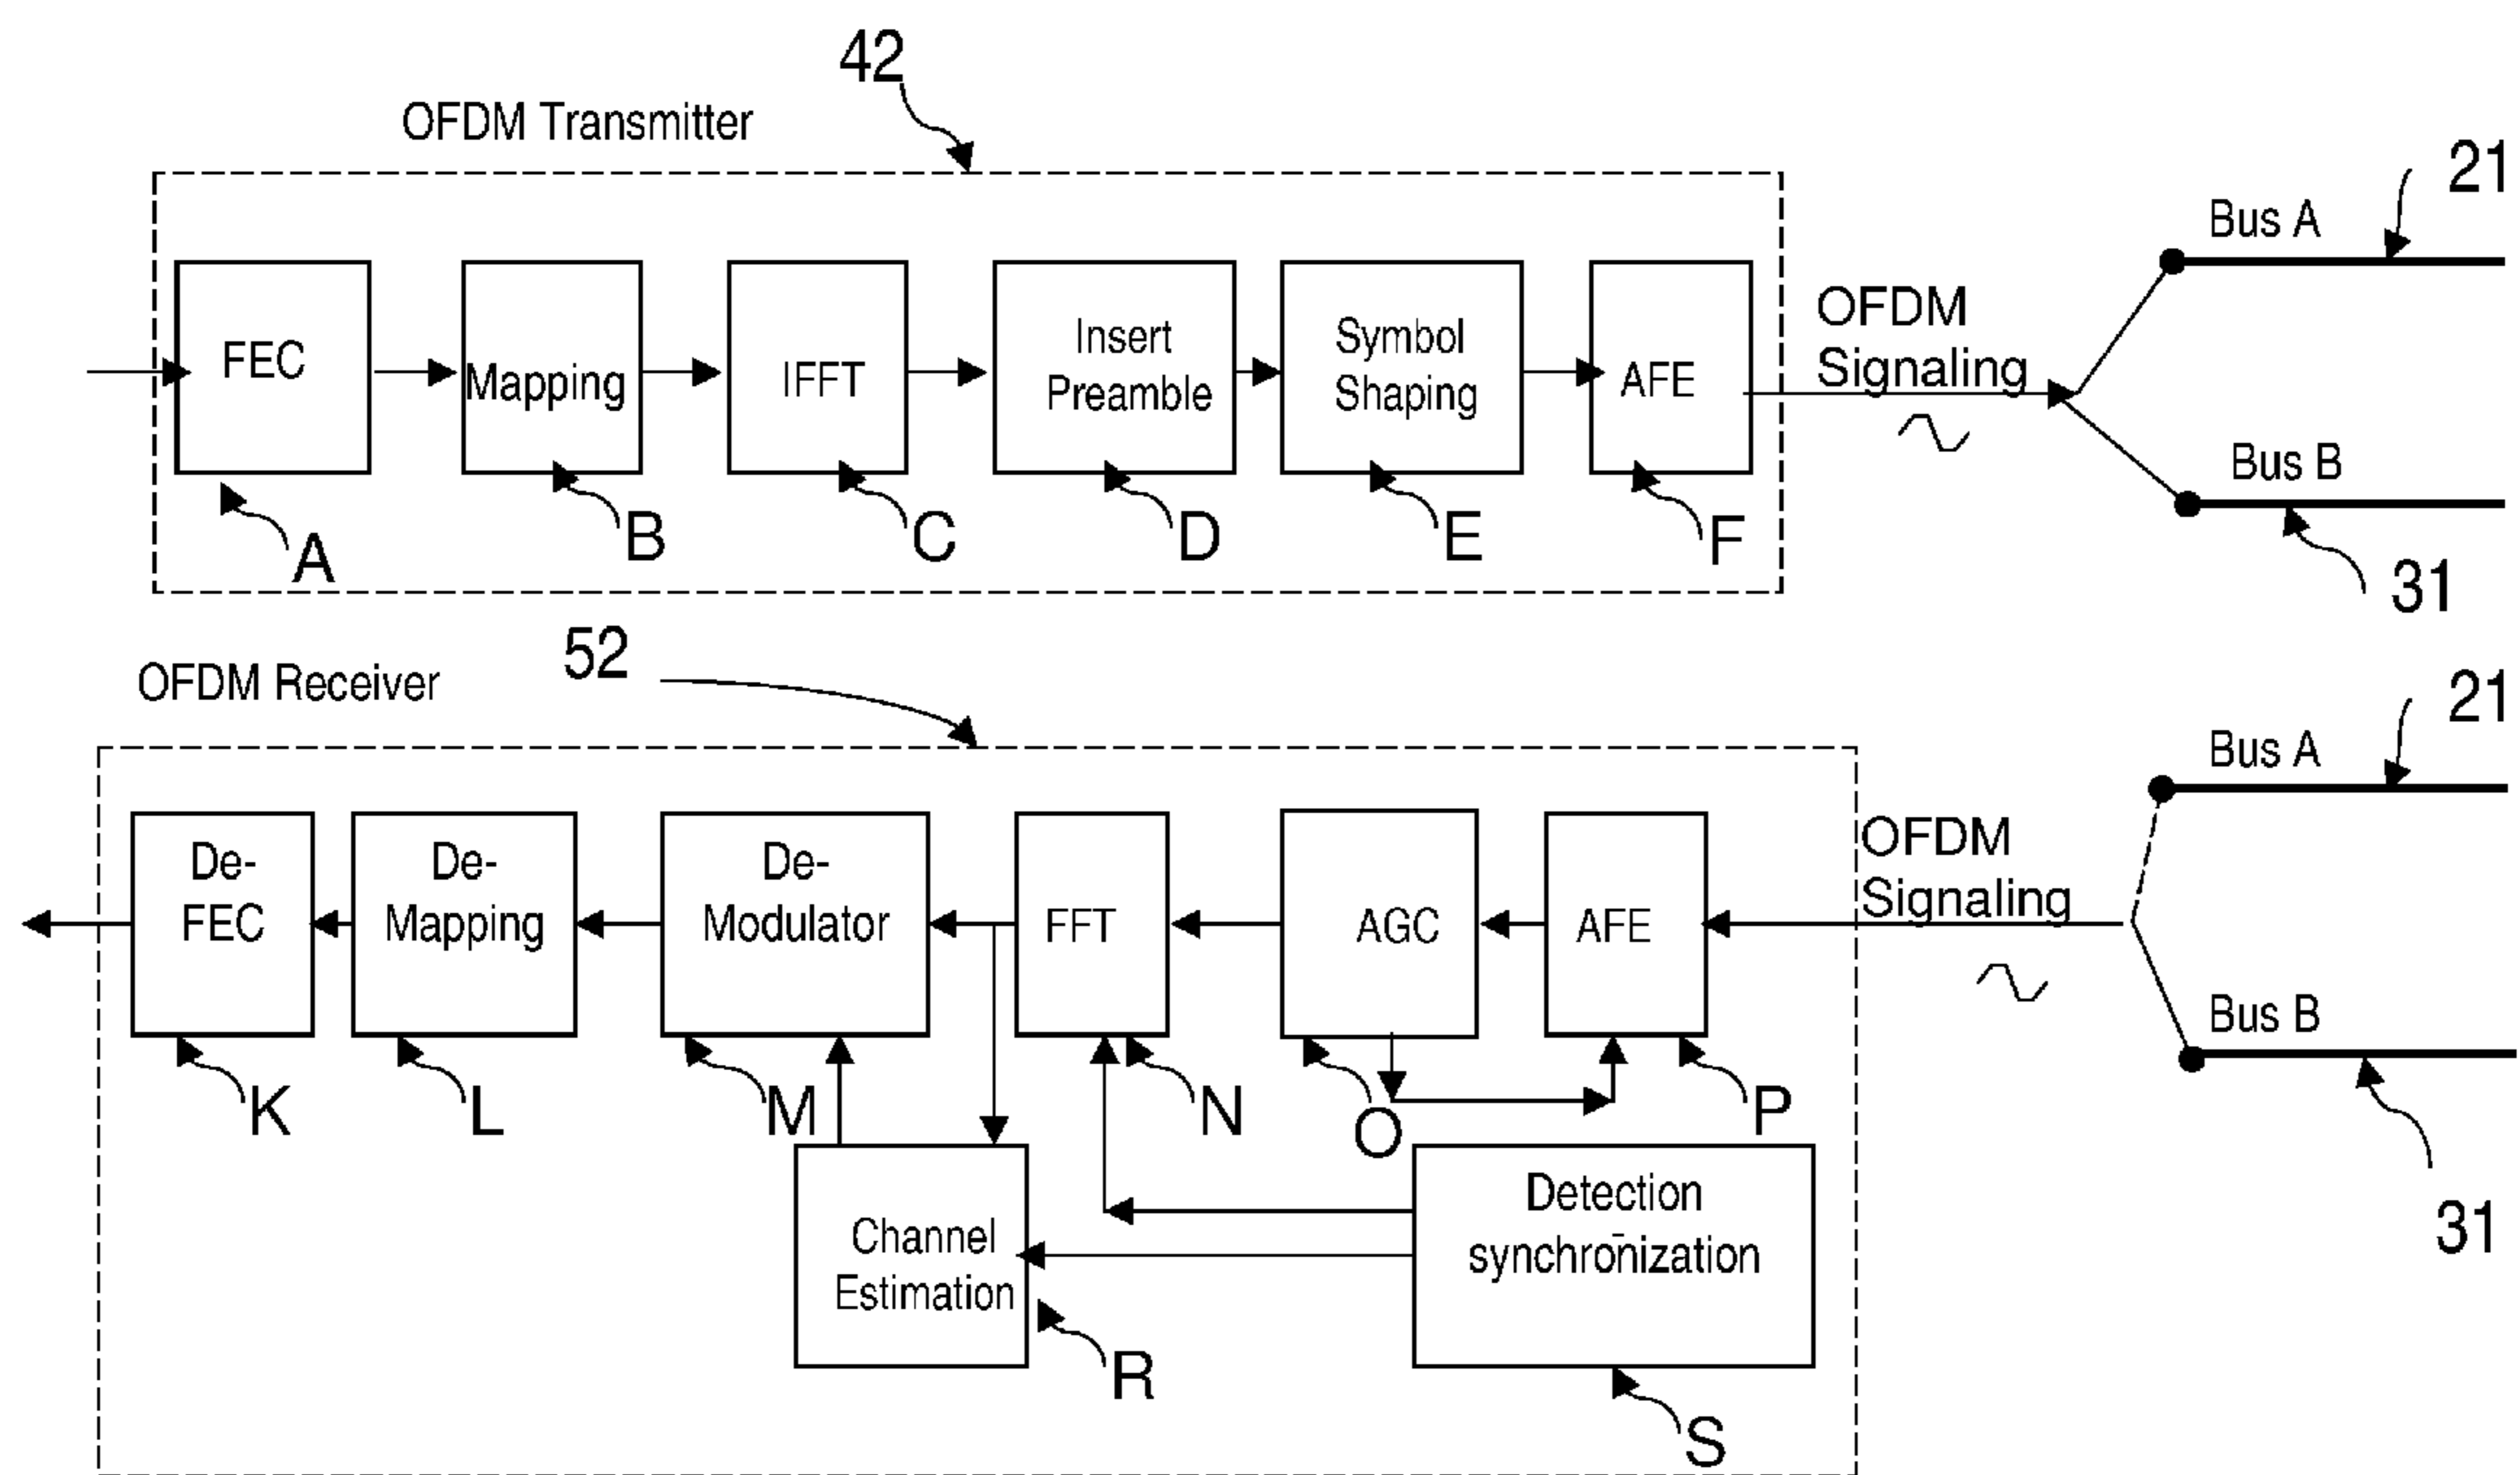 42
OFDM Transmitter
21
Bus A
FEC
Mapping
IFFT
Insert
Preamble
Symbol
Shaping
AFE
OFDM
Signaling
Bus B
A
B
C
D
E
F
31
52
OFDM Receiver
21
Bus A
De-
FEC
De-
Mapping
De-
Modulator
FFT
AGC
AFE
OFDM
Signaling
Bus B
K
L
M
N
O
P
31
Channel
Estimation
Detection
synchronization
R
S